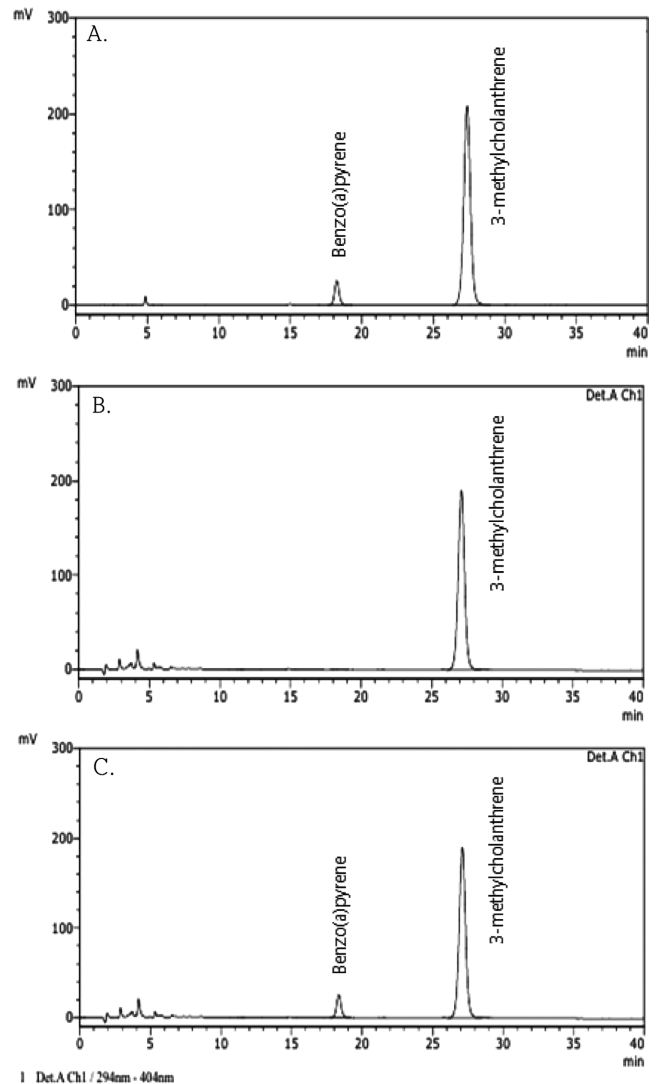 mV
300
A.
200
100
0
Benzo(a)pyrene
3-methylcholanthrene
0 5 10 15 20 25 30 35 40
min
mV
300
B.
Det.A Ch1
200
100
0
3-methylcholanthrene
0 5 10 15 20 25 30 35 40
min
mV
300
C.
Det.A Ch1
200
100
0
Benzo(a)pyrene
3-methylcholanthrene
0 5 10 15 20 25 30 35 40
min
1 Det.A Ch1 / 294nm - 404nm